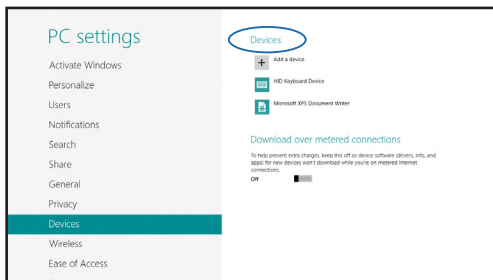 PC settings
Activate Windows
Personalize
Users
Notifications
Search
Share
General
Privacy
Devices
Wireless
Ease of Access
Devices
Add a device
HID Keyboard Device
Microsoft XPS Document Writer
Download over metered connections
To help prevent extra charges, keep this off so device software (drivers, info, and
apps) for new devices won't download while you're on metered Internet
connections.
Off